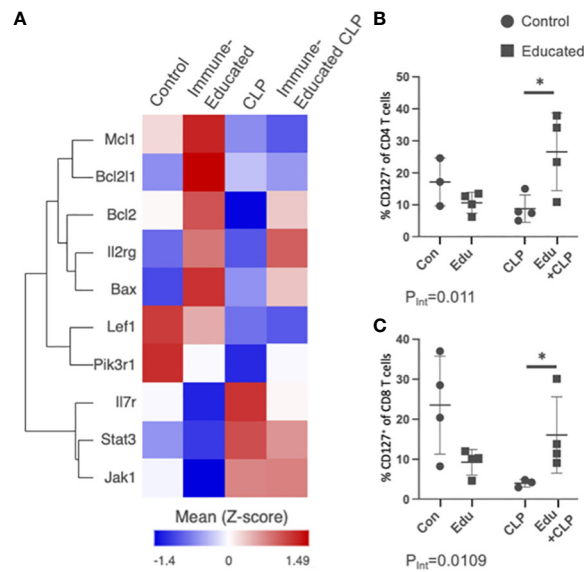 A
Control
Immune-
Educated
CLP
Immune-
Educated CLP
Mcl1
Bcl2l1
Bcl2
Il2rg
Bax
Lef1
Pik3r1
Il7r
Stat3
Jak1
Mean (Z-score)
-1.4 0 1.49
B
Control
Educated
% CD127+ of CD4 T cells
50
40
30
20
10
0
*
Con
Edu
CLP
Edu
+CLP
PInt=0.011
C
% CD127+ of CD8 T cells
40
30
20
10
0
*
Con
Edu
CLP
Edu
+CLP
PInt=0.0109